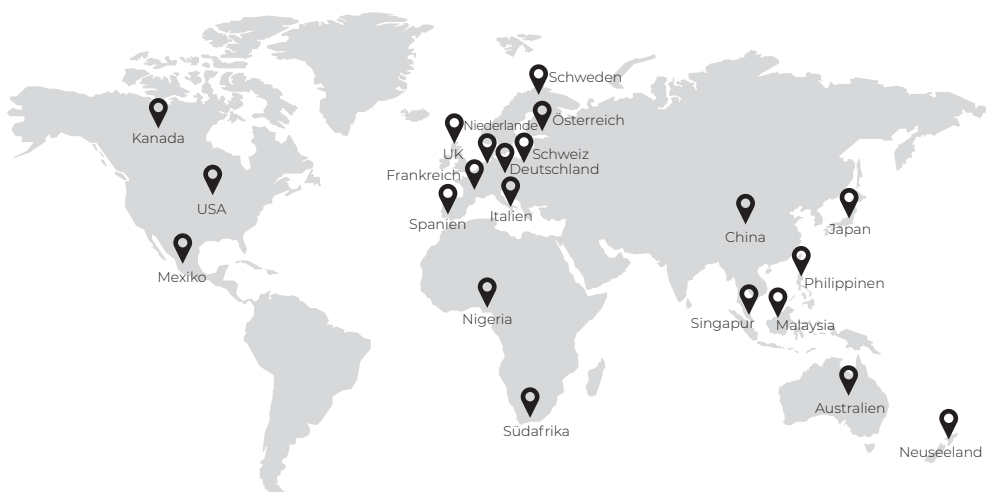 Schweden
Niederlande
Österreich
Kanada
UK
Schweiz
Deutschland
Frankreich
USA
Italien
Spanien
Japan
China
Mexiko
Philippinen
Nigeria
Singapur
Malaysia
Australien
Südafrika
Neuseeland